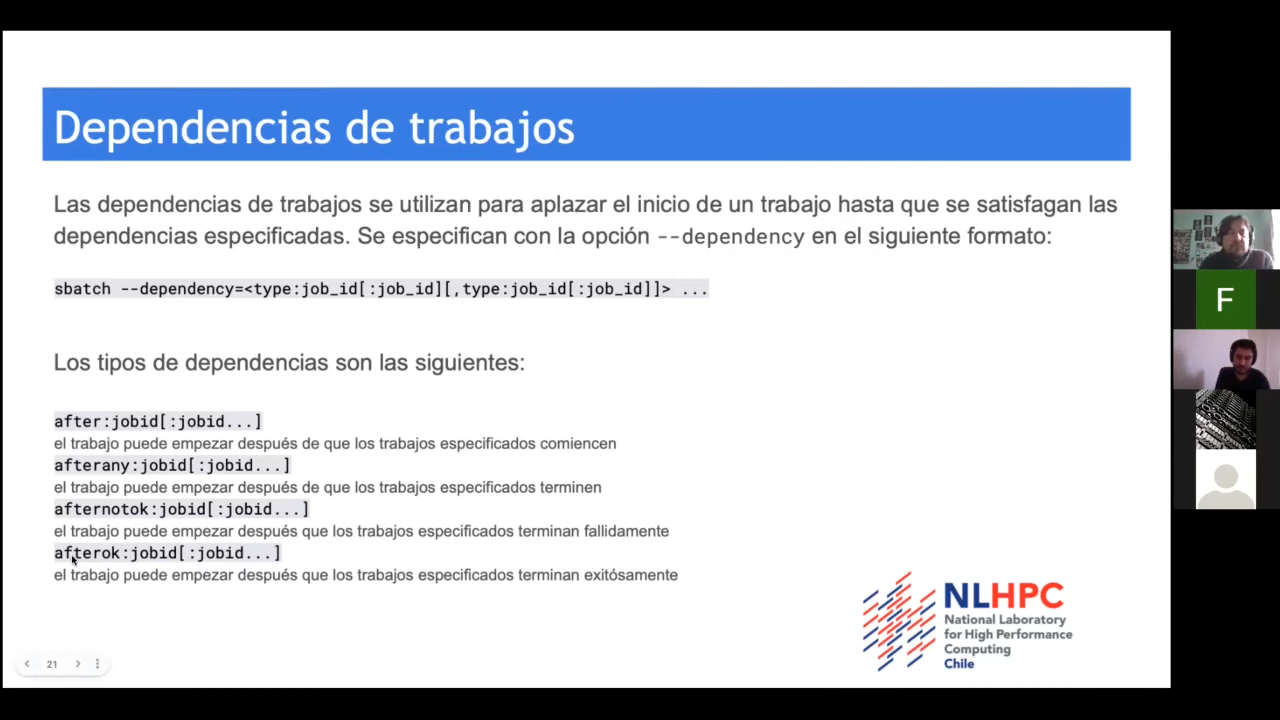 Dependencias de trabajos
Las dependencias de trabajos se utilizan para aplazar el inicio de un trabajo hasta que se satisfagan las
dependencias especificadas. Se especifican con la opción --dependency en el siguiente formato:
sbatch --dependency=<type:job_id[:job_id][,type:job_id[:job_id]]> ...
Los tipos de dependencias son las siguientes:
after:jobid[:jobid...]
el trabajo puede empezar después de que los trabajos especificados comiencen
afterany:jobid[:jobid...]
el trabajo puede empezar después de que los trabajos especificados terminen
afternotok:jobid[:jobid...]
el trabajo puede empezar después que los trabajos especificados terminan fallidamente
afterok:jobid[:jobid...]
el trabajo puede empezar después que los trabajos especificados terminan exitósamente
NLHPC
National Laboratory
for High Performance
Computing
Chile
21
F